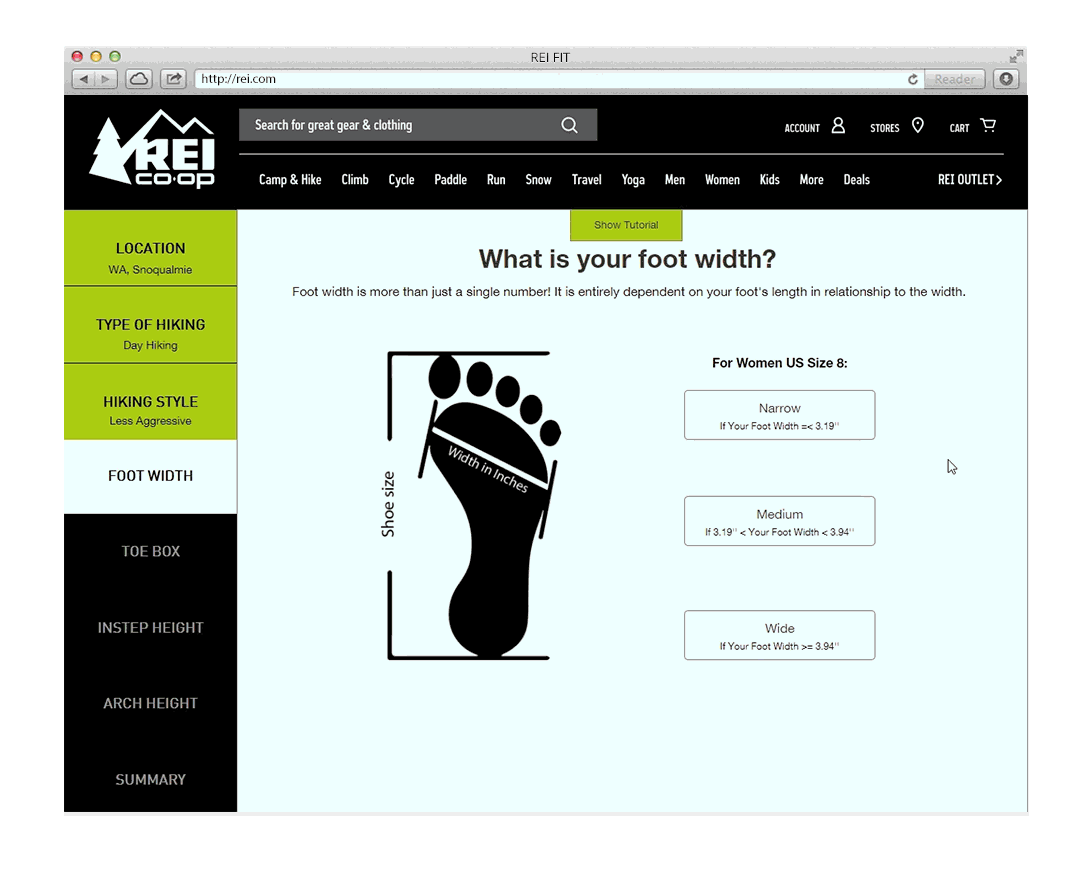 REI FIT
http://rei.com
Reader
REI
CO·OP
Search for great gear & clothing
ACCOUNT
STORES
CART
Camp & Hike
Climb
Cycle
Paddle
Run
Snow
Travel
Yoga
Men
Women
Kids
More
Deals
REI OUTLET>
LOCATION
WA, Snoqualmie
TYPE OF HIKING
Day Hiking
HIKING STYLE
Less Aggressive
FOOT WIDTH
TOE BOX
INSTEP HEIGHT
ARCH HEIGHT
SUMMARY
Show Tutorial
What is your foot width?
Foot width is more than just a single number! It is entirely dependent on your foot's length in relationship to the width.
Shoe size
Width in Inches
For Women US Size 8:
Narrow
If Your Foot Width =< 3.19''
Medium
If 3.19'' < Your Foot Width < 3.94''
Wide
If Your Foot Width >= 3.94''